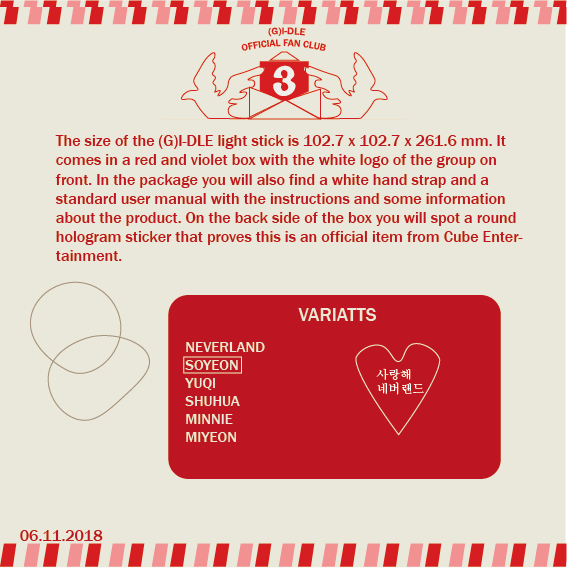 (G)I-DLE
OFFICIAL FAN CLUB
3
The size of the (G)I-DLE light stick is 102.7 x 102.7 x 261.6 mm. It
comes in a red and violet box with the white logo of the group on
front. In the package you will also find a white hand strap and a
standard user manual with the instructions and some information
about the product. On the back side of the box you will spot a round
hologram sticker that proves this is an official item from Cube Enter-
tainment.
VARIATTS
NEVERLAND
SOYEON
YUQI
SHUHUA
MINNIE
MIYEON
사랑해
네버랜드
06.11.2018